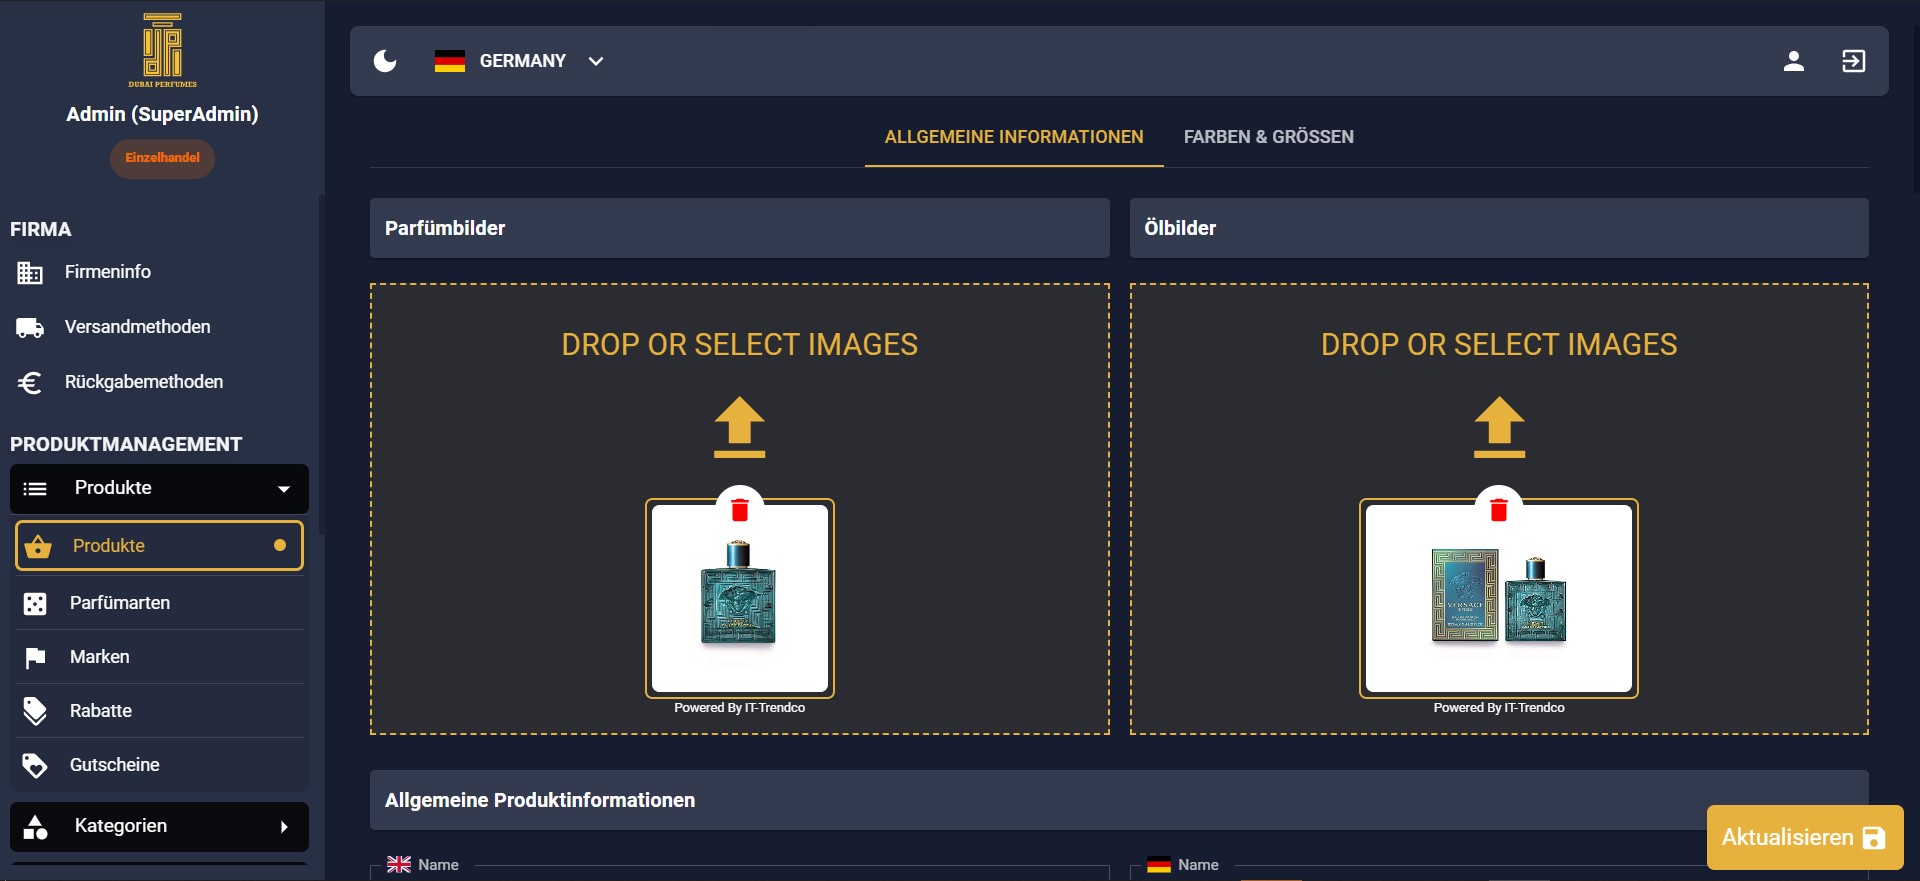 DUBAI PERFUMES
Admin (SuperAdmin)
Einzelhandel
FIRMA
Firmeninfo
Versandmethoden
Rückgabemethoden
PRODUKTMANAGEMENT
Produkte
Produkte
Parfümarten
Marken
Rabatte
Gutscheine
Kategorien
GERMANY
ALLGEMEINE INFORMATIONEN
FARBEN & GRÖSSEN
Parfümbilder
Ölbilder
DROP OR SELECT IMAGES
DROP OR SELECT IMAGES
VERSACE
EROS
Powered By IT-Trendco
Powered By IT-Trendco
Allgemeine Produktinformationen
Aktualisieren
Name
Name